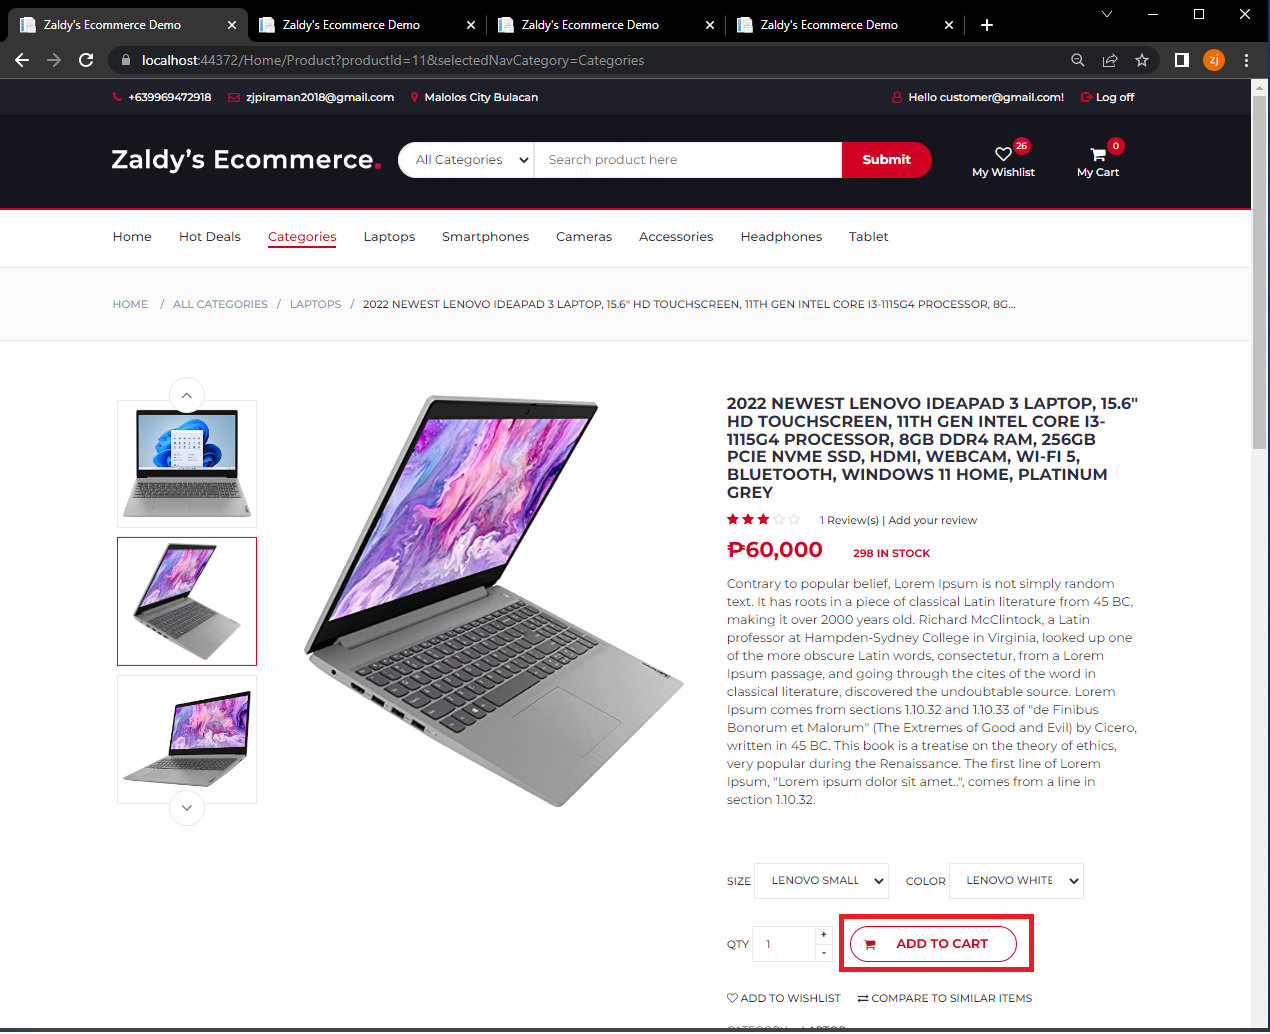 Zaldy's Ecommerce Demo
Zaldy's Ecommerce Demo
Zaldy's Ecommerce Demo
Zaldy's Ecommerce Demo
localhost:44372/Home/Product?productId=11&selectedNavCategory=Categories
zj
+639969472918 zjpiraman2018@gmail.com Malolos City Bulacan Hello customer@gmail.com! Log off
Zaldy's Ecommerce.
All Categories Search product here Submit
26
My Wishlist
0
My Cart
Home Hot Deals Categories Laptops Smartphones Cameras Accessories Headphones Tablet
HOME / ALL CATEGORIES / LAPTOPS / 2022 NEWEST LENOVO IDEAPAD 3 LAPTOP, 15.6" HD TOUCHSCREEN, 11TH GEN INTEL CORE I3-1115G4 PROCESSOR, 8G...
2022 NEWEST LENOVO IDEAPAD 3 LAPTOP, 15.6"
HD TOUCHSCREEN, 11TH GEN INTEL CORE I3-
1115G4 PROCESSOR, 8GB DDR4 RAM, 256GB
PCIE NVME SSD, HDMI, WEBCAM, WI-FI 5,
BLUETOOTH, WINDOWS 11 HOME, PLATINUM
GREY
1 Review(s) | Add your review
₱60,000 298 IN STOCK
Contrary to popular belief, Lorem Ipsum is not simply random
text. It has roots in a piece of classical Latin literature from 45 BC,
making it over 2000 years old. Richard McClintock, a Latin
professor at Hampden-Sydney College in Virginia, looked up one
of the more obscure Latin words, consectetur, from a Lorem
Ipsum passage, and going through the cites of the word in
classical literature, discovered the undoubtable source. Lorem
Ipsum comes from sections 1.10.32 and 1.10.33 of "de Finibus
Bonorum et Malorum" (The Extremes of Good and Evil) by Cicero,
written in 45 BC. This book is a treatise on the theory of ethics,
very popular during the Renaissance. The first line of Lorem
Ipsum, "Lorem ipsum dolor sit amet..", comes from a line in
section 1.10.32.
SIZE LENOVO SMALL COLOR LENOVO WHITE
QTY 1 + - ADD TO CART
ADD TO WISHLIST COMPARE TO SIMILAR ITEMS